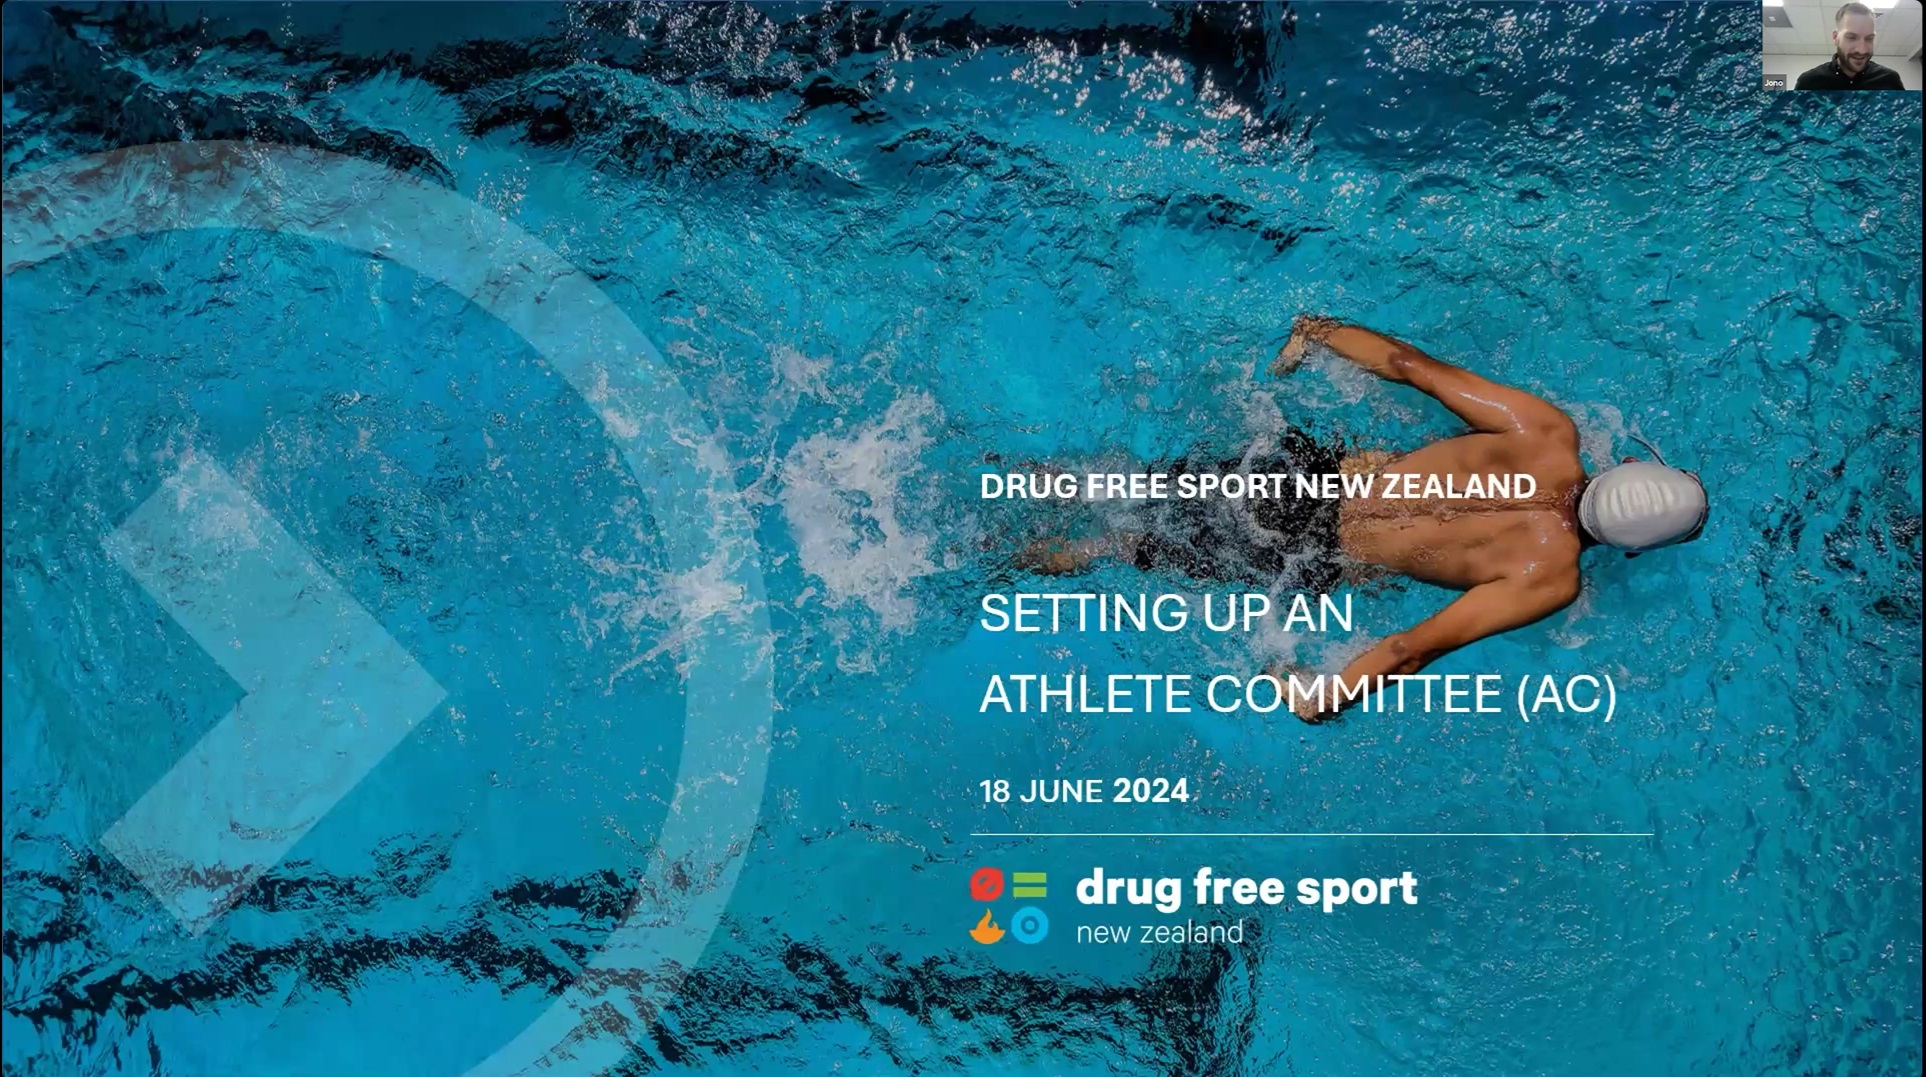 Jono
DRUG FREE SPORT NEW ZEALAND
SETTING UP AN
ATHLETE COMMITTEE (AC)
18 JUNE 2024
drug free sport
new zealand